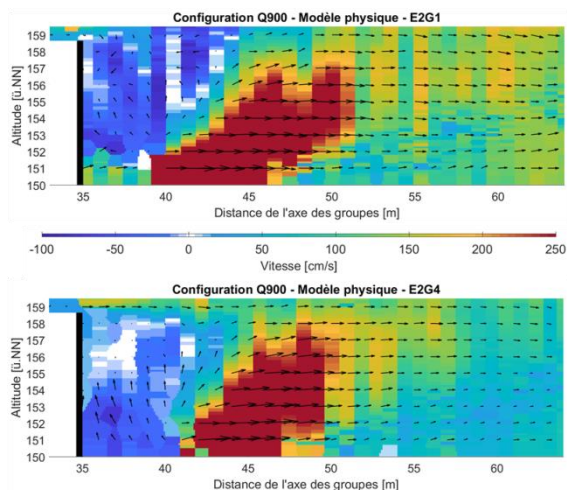 Configuration Q900 - Modèle physique - E2G1
Altitude [ü.NN]
159
158
157
156
155
154
153
152
151
150
35 40 45 50 55 60
Distance de l'axe des groupes [m]
-100 -50 0 50 100 150 200 250
Vitesse [cm/s]
Configuration Q900 - Modèle physique - E2G4
Altitude [ü.NN]
159
158
157
156
155
154
153
152
151
150
35 40 45 50 55 60
Distance de l'axe des groupes [m]